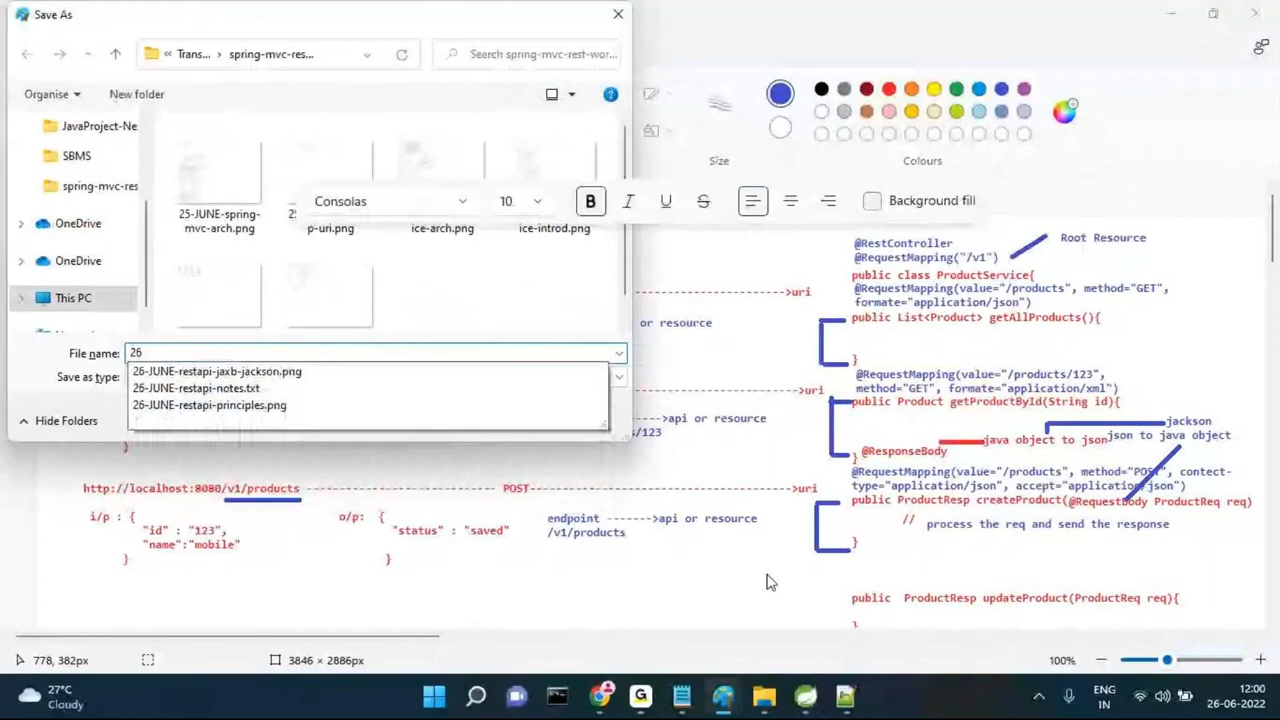 Save As
« Trans... › spring-mvc-res...
Search spring-mvc-rest-wor...
Organise
New folder
JavaProject-Ne
SBMS
spring-mvc-res
OneDrive
OneDrive
This PC
25-JUNE-spring-mvc-arch.png
p-uri.png
ice-arch.png
ice-introd.png
File name: 26
26-JUNE-restapi-jaxb-jackson.png
26-JUNE-restapi-notes.txt
26-JUNE-restapi-principles.png
Save as type:
Hide Folders
Size
Colours
Consolas
10
B I U S
Background fill
@RestController
Root Resource
@RequestMapping("/v1")
public class ProductService{
@RequestMapping(value="/products", method="GET",
formate="application/json")
------------------->uri
public List<Product> getAllProducts(){
or resource
}
@RequestMapping(value="/products/123",
method="GET", formate="application/xml")
--------------------->uri
public Product getProductById(String id){
---->api or resource
s/123
jackson
java object to json
json to java object
} @ResponseBody
}
@RequestMapping(value="/products", method="POST", contect-
type="application/json", accept="application/json")
http://localhost:8080/v1/products ---------------------------- POST---------------------------------------->uri
public ProductResp createProduct(@RequestBody ProductReq req)
i/p : {
"id" : "123",
"name":"mobile"
}
o/p: {
"status" : "saved"
}
endpoint ------->api or resource
/v1/products
// process the req and send the response
}
public ProductResp updateProduct(ProductReq req){
}
778, 382px
3846 × 2886px
100%
27°C
Cloudy
ENG
IN
12:00
26-06-2022